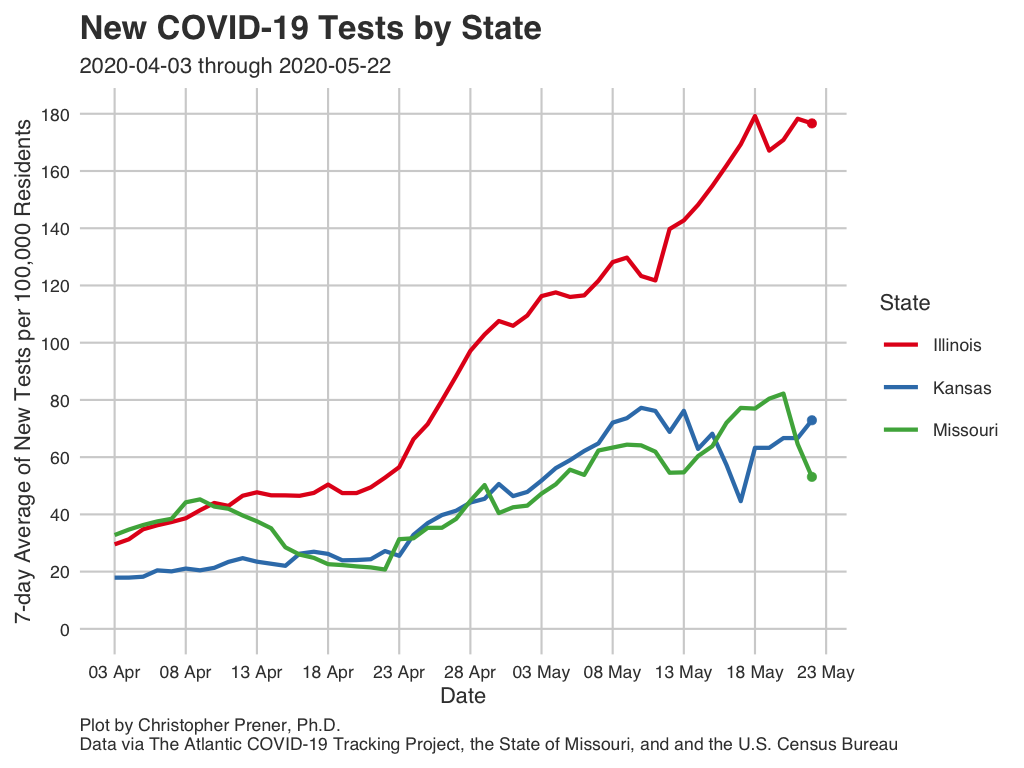 New COVID-19 Tests by State
2020-04-03 through 2020-05-22
7-day Average of New Tests per 100,000 Residents
180
160
140
120
100
80
60
40
20
0
03 Apr 08 Apr 13 Apr 18 Apr 23 Apr 28 Apr 03 May 08 May 13 May 18 May 23 May
Date
State
Illinois
Kansas
Missouri
Plot by Christopher Prener, Ph.D.
Data via The Atlantic COVID-19 Tracking Project, the State of Missouri, and and the U.S. Census Bureau